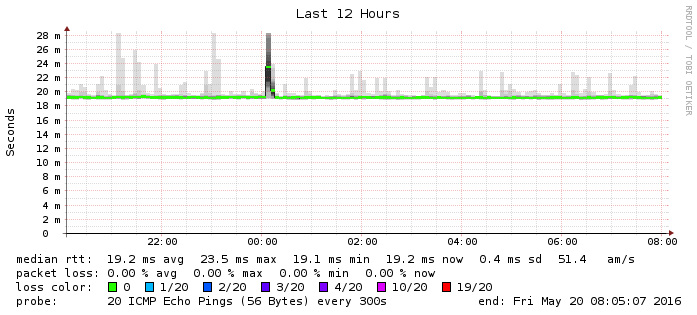 Last 12 Hours
RRDTOOL / TOBI OETIKER
Seconds
28 m
26 m
24 m
22 m
20 m
18 m
16 m
14 m
12 m
10 m
8 m
6 m
4 m
2 m
0
22:00 00:00 02:00 04:00 06:00 08:00
median rtt: 19.2 ms avg 23.5 ms max 19.1 ms min 19.2 ms now 0.4 ms sd 51.4 am/s
packet loss: 0.00 % avg 0.00 % max 0.00 % min 0.00 % now
loss color: 0 1/20 2/20 3/20 4/20 10/20 19/20
probe: 20 ICMP Echo Pings (56 Bytes) every 300s end: Fri May 20 08:05:07 2016